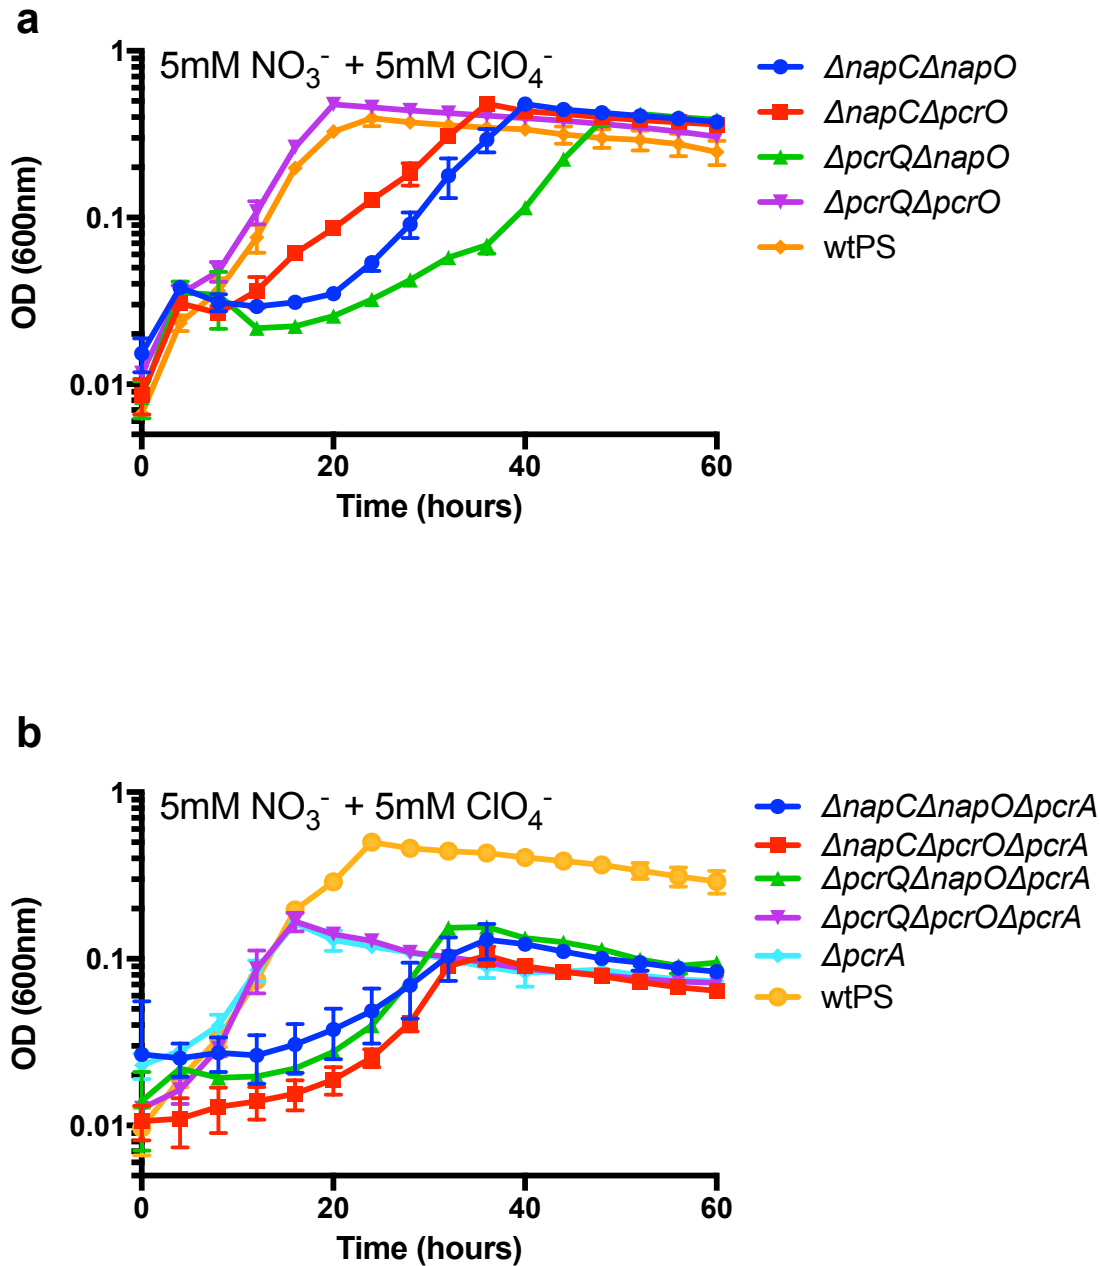 a
5mM NO₃⁻ + 5mM ClO₄⁻
1
0.1
0.01
OD (600nm)
0 20 40 60
Time (hours)
ΔnapCΔnapO
ΔnapCΔpcrO
ΔpcrQΔnapO
ΔpcrQΔpcrO
wtPS
b
5mM NO₃⁻ + 5mM ClO₄⁻
1
0.1
0.01
OD (600nm)
0 20 40 60
Time (hours)
ΔnapCΔnapOΔpcrA
ΔnapCΔpcrOΔpcrA
ΔpcrQΔnapOΔpcrA
ΔpcrQΔpcrOΔpcrA
ΔpcrA
wtPS